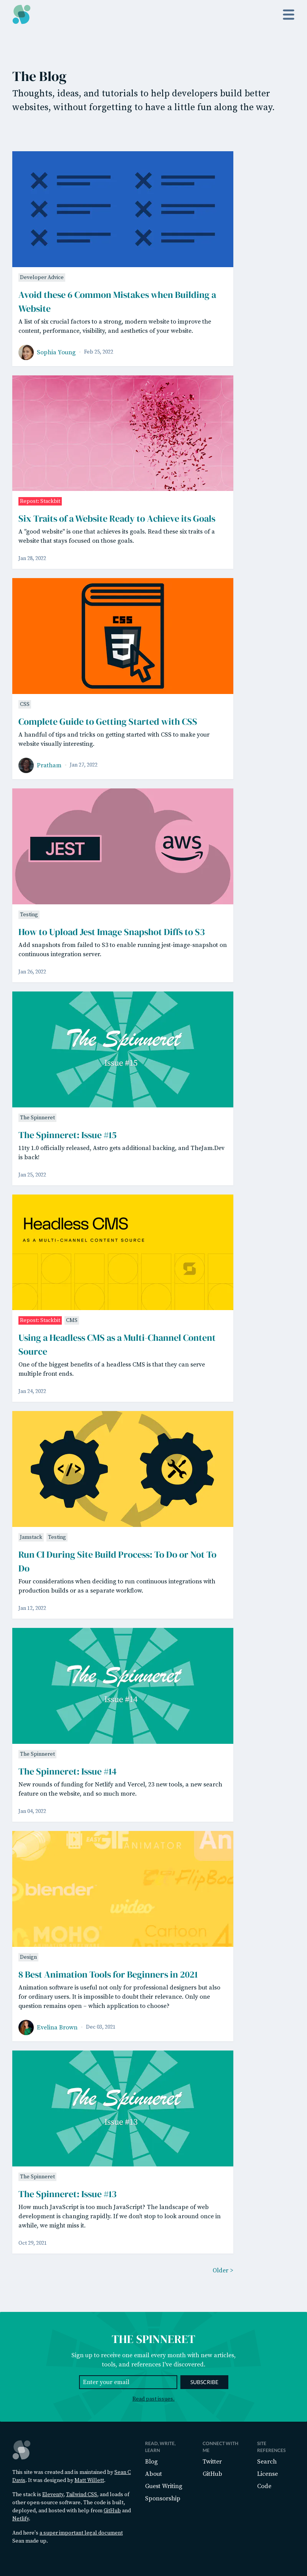 The Blog
Thoughts, ideas, and tutorials to help developers build better
websites, without forgetting to have a little fun along the way.
Developer Advice
Avoid these 6 Common Mistakes when Building a
Website
A list of six crucial factors to a strong, modern website to improve the
content, performance, visibility, and aesthetics of your website.
Sophia Young · Feb 25, 2022
Repost: Stackbit
Six Traits of a Website Ready to Achieve its Goals
A "good website" is one that achieves its goals. Read these six traits of a
website that stays focused on those goals.
Jan 28, 2022
CSS
3
CSS
Complete Guide to Getting Started with CSS
A handful of tips and tricks on getting started with CSS to make your
website visually interesting.
Pratham · Jan 27, 2022
JEST
aws
Testing
How to Upload Jest Image Snapshot Diffs to S3
Add snapshots from failed to S3 to enable running jest-image-snapshot on
continuous integration server.
Jan 26, 2022
The Spinneret
Issue #15
The Spinneret
The Spinneret: Issue #15
11ty 1.0 officially released, Astro gets additional backing, and TheJam.Dev
is back!
Jan 25, 2022
Headless CMS
AS A MULTI-CHANNEL CONTENT SOURCE
Repost: Stackbit CMS
Using a Headless CMS as a Multi-Channel Content
Source
One of the biggest benefits of a headless CMS is that they can serve
multiple front ends.
Jan 24, 2022
</>
Jamstack Testing
Run CI During Site Build Process: To Do or Not To
Do
Four considerations when deciding to run continuous integrations with
production builds or as a separate workflow.
Jan 12, 2022
The Spinneret
Issue #14
The Spinneret
The Spinneret: Issue #14
New rounds of funding for Netlify and Vercel, 23 new tools, a new search
feature on the website, and so much more.
Jan 04, 2022
GIF
ANIMATOR
An
blender
FlipBoo
video
MOHO
Cartoon
Animator 4
Design
8 Best Animation Tools for Beginners in 2021
Animation software is useful not only for professional designers but also
for ordinary users. It is impossible to doubt their relevance. Only one
question remains open – which application to choose?
Evelina Brown · Dec 03, 2021
The Spinneret
Issue #13
The Spinneret
The Spinneret: Issue #13
How much JavaScript is too much JavaScript? The landscape of web
development is changing rapidly. If we don't stop to look around once in
awhile, we might miss it.
Oct 29, 2021
Older >
THE SPINNERET
Sign up to receive one email every month with new articles,
tools, and references I've discovered.
Enter your email
SUBSCRIBE
Read past issues.
This site was created and is maintained by Sean C
Davis. It was designed by Matt Willett.
The stack is Eleventy, Tailwind CSS, and loads of
other open-source software. The code is built,
deployed, and hosted with help from GitHub and
Netlify.
And here's a super important legal document
Sean made up.
READ, WRITE,
LEARN
Blog
About
Guest Writing
Sponsorship
CONNECT WITH
ME
Twitter
GitHub
SITE
REFERENCES
Search
License
Code